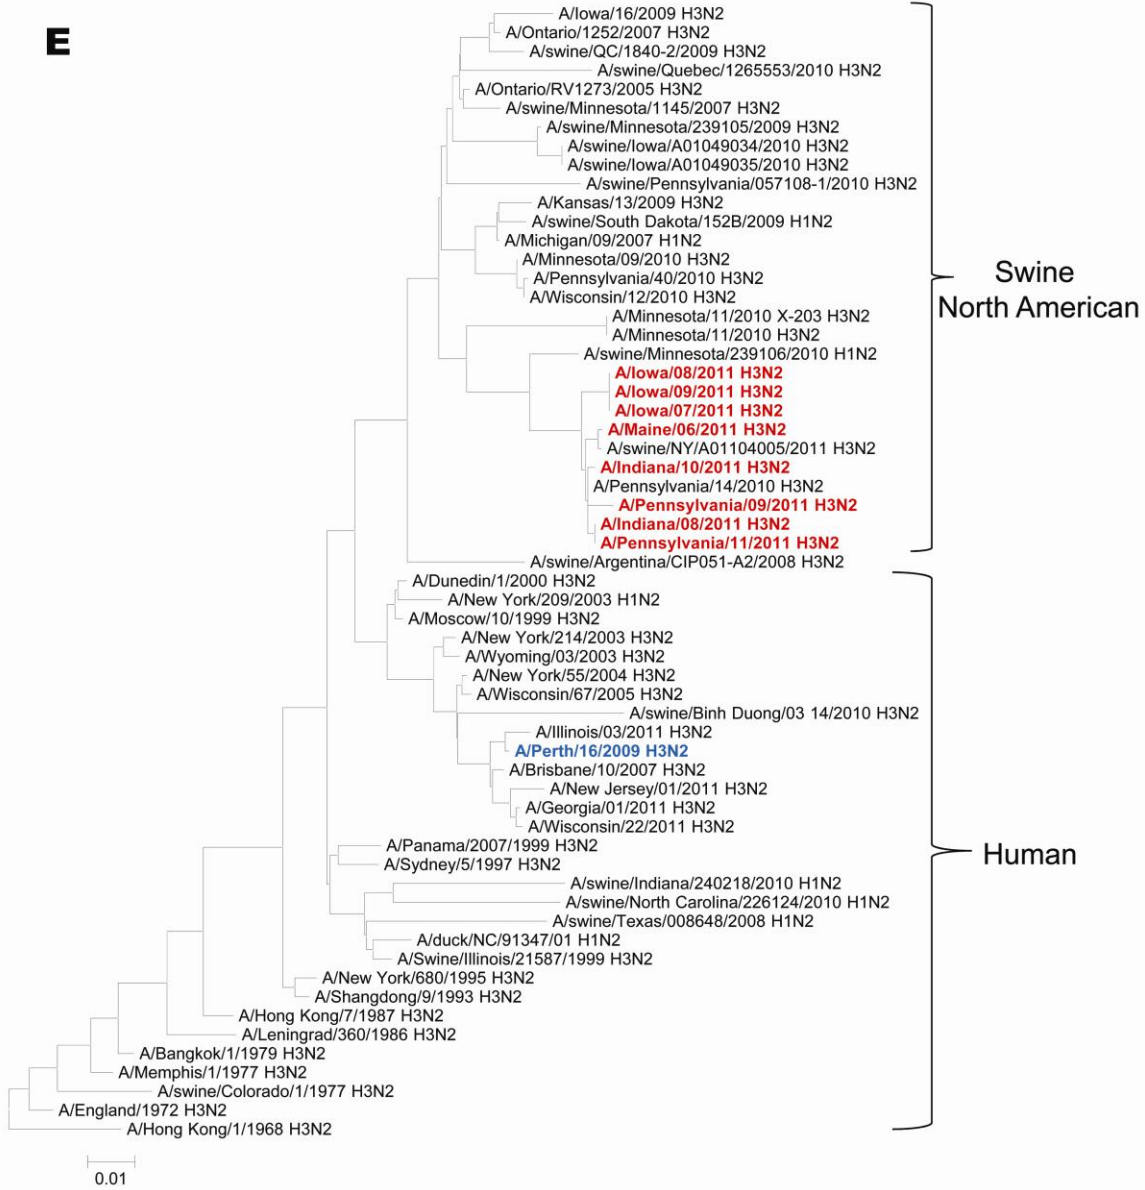 E
A/Iowa/16/2009 H3N2
A/Ontario/1252/2007 H3N2
A/swine/QC/1840-2/2009 H3N2
A/swine/Quebec/1265553/2010 H3N2
A/Ontario/RV1273/2005 H3N2
A/swine/Minnesota/1145/2007 H3N2
A/swine/Minnesota/239105/2009 H3N2
A/swine/Iowa/A01049034/2010 H3N2
A/swine/Iowa/A01049035/2010 H3N2
A/swine/Pennsylvania/057108-1/2010 H3N2
A/Kansas/13/2009 H3N2
A/swine/South Dakota/152B/2009 H1N2
A/Michigan/09/2007 H1N2
A/Minnesota/09/2010 H3N2
A/Pennsylvania/40/2010 H3N2
A/Wisconsin/12/2010 H3N2
A/Minnesota/11/2010 X-203 H3N2
A/Minnesota/11/2010 H3N2
A/swine/Minnesota/239106/2010 H1N2
A/Iowa/08/2011 H3N2
A/Iowa/09/2011 H3N2
A/Iowa/07/2011 H3N2
A/Maine/06/2011 H3N2
A/swine/NY/A01104005/2011 H3N2
A/Indiana/10/2011 H3N2
A/Pennsylvania/14/2010 H3N2
A/Pennsylvania/09/2011 H3N2
A/Indiana/08/2011 H3N2
A/Pennsylvania/11/2011 H3N2
A/swine/Argentina/CIP051-A2/2008 H3N2
Swine
North American
A/Dunedin/1/2000 H3N2
A/New York/209/2003 H1N2
A/Moscow/10/1999 H3N2
A/New York/214/2003 H3N2
A/Wyoming/03/2003 H3N2
A/New York/55/2004 H3N2
A/Wisconsin/67/2005 H3N2
A/swine/Binh Duong/03 14/2010 H3N2
A/Illinois/03/2011 H3N2
A/Perth/16/2009 H3N2
A/Brisbane/10/2007 H3N2
A/New Jersey/01/2011 H3N2
A/Georgia/01/2011 H3N2
A/Wisconsin/22/2011 H3N2
A/Panama/2007/1999 H3N2
A/Sydney/5/1997 H3N2
A/swine/Indiana/240218/2010 H1N2
A/swine/North Carolina/226124/2010 H1N2
A/swine/Texas/008648/2008 H1N2
A/duck/NC/91347/01 H1N2
A/Swine/Illinois/21587/1999 H3N2
A/New York/680/1995 H3N2
A/Shangdong/9/1993 H3N2
A/Hong Kong/7/1987 H3N2
A/Leningrad/360/1986 H3N2
A/Bangkok/1/1979 H3N2
A/Memphis/1/1977 H3N2
A/swine/Colorado/1/1977 H3N2
A/England/1972 H3N2
A/Hong Kong/1/1968 H3N2
Human
0.01